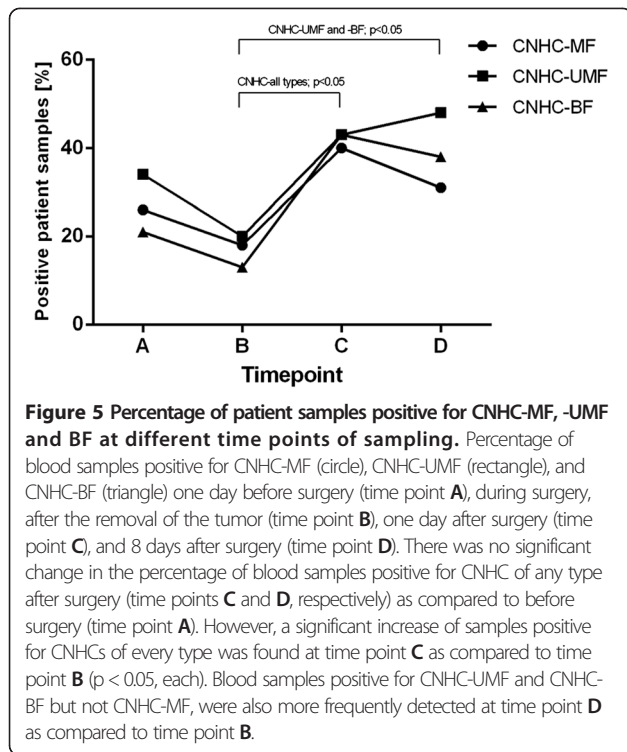 CNHC-UMF and -BF; p<0.05
CNHC-all types; p<0.05
CNHC-MF
CNHC-UMF
CNHC-BF
Positive patient samples [%]
60
40
20
0
A B C D
Timepoint
Figure 5 Percentage of patient samples positive for CNHC-MF, -UMF
and BF at different time points of sampling. Percentage of
blood samples positive for CNHC-MF (circle), CNHC-UMF (rectangle), and
CNHC-BF (triangle) one day before surgery (time point A), during surgery,
after the removal of the tumor (time point B), one day after surgery (time
point C), and 8 days after surgery (time point D). There was no significant
change in the percentage of blood samples positive for CNHC of any type
after surgery (time points C and D, respectively) as compared to before
surgery (time point A). However, a significant increase of samples positive
for CNHCs of every type was found at time point C as compared to time
point B (p < 0.05, each). Blood samples positive for CNHC-UMF and CNHC-
BF but not CNHC-MF, were also more frequently detected at time point D
as compared to time point B.